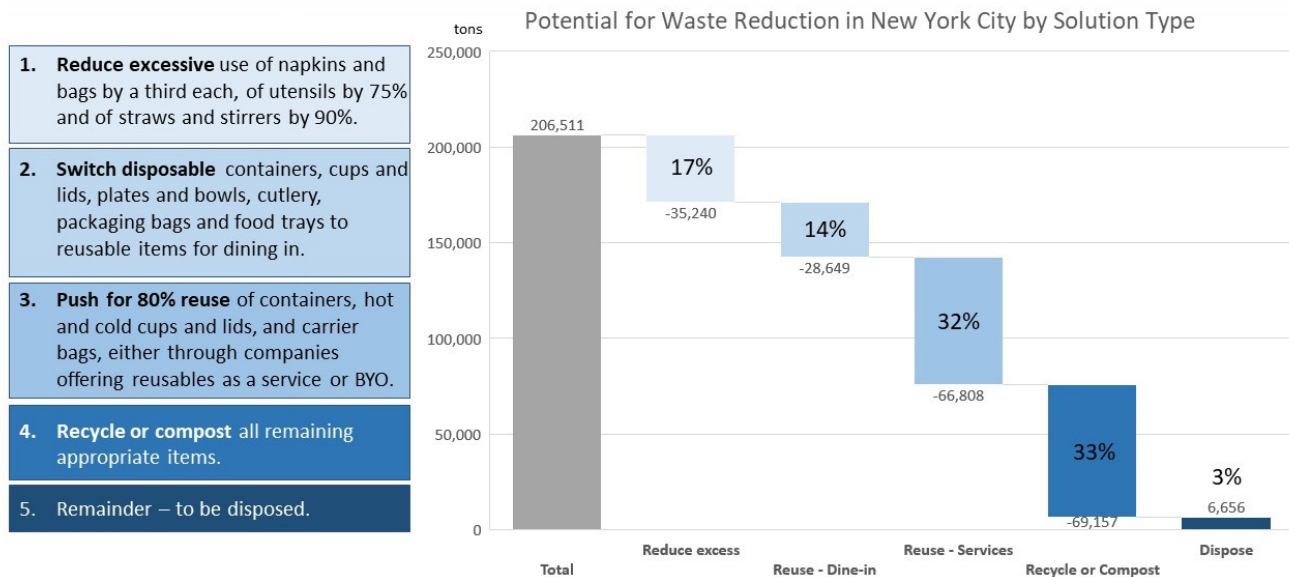 Potential for Waste Reduction in New York City by Solution Type
1. Reduce excessive use of napkins and
bags by a third each, of utensils by 75%
and of straws and stirrers by 90%.
2. Switch disposable containers, cups and
lids, plates and bowls, cutlery,
packaging bags and food trays to
reusable items for dining in.
3. Push for 80% reuse of containers, hot
and cold cups and lids, and carrier
bags, either through companies
offering reusables as a service or BYO.
4. Recycle or compost all remaining
appropriate items.
5. Remainder – to be disposed.
tons
250,000
200,000
150,000
100,000
50,000
0
206,511
17%
-35,240
14%
-28,649
32%
-66,808
33%
-69,157
3%
6,656
Total
Reduce excess
Reuse - Dine-in
Reuse - Services
Recycle or Compost
Dispose